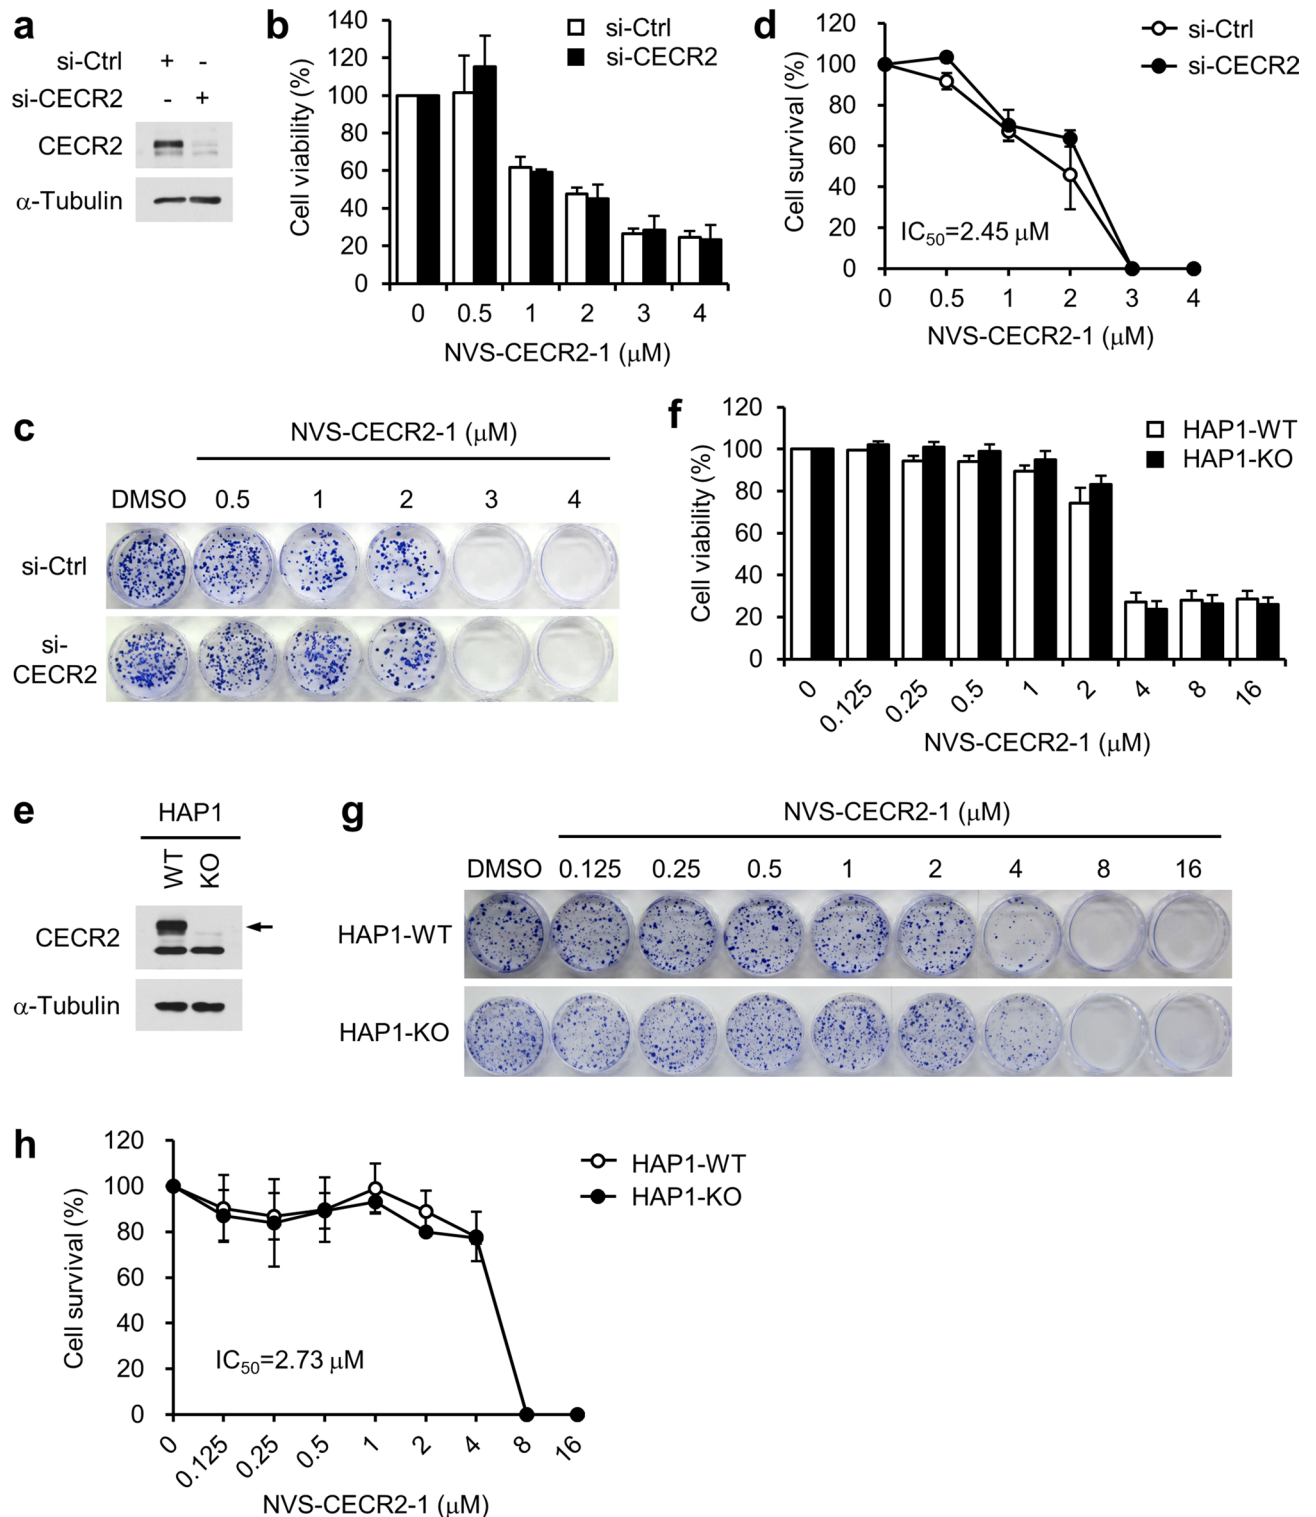 a
si-Ctrl + -
si-CECR2 - +
CECR2
α-Tubulin
b
140
120
100
80
60
40
20
0
Cell viability (%)
si-Ctrl
si-CECR2
0 0.5 1 2 3 4
NVS-CECR2-1 (μM)
d
120
100
80
60
40
20
0
Cell survival (%)
si-Ctrl
si-CECR2
IC50=2.45 μM
0 0.5 1 2 3 4
NVS-CECR2-1 (μM)
c
NVS-CECR2-1 (μM)
DMSO 0.5 1 2 3 4
si-Ctrl
si-
CECR2
f
120
100
80
60
40
20
0
Cell viability (%)
HAP1-WT
HAP1-KO
0 0.125 0.25 0.5 1 2 4 8 16
NVS-CECR2-1 (μM)
e
HAP1
WT KO
CECR2
α-Tubulin
g
NVS-CECR2-1 (μM)
DMSO 0.125 0.25 0.5 1 2 4 8 16
HAP1-WT
HAP1-KO
h
120
100
80
60
40
20
0
Cell survival (%)
HAP1-WT
HAP1-KO
IC50=2.73 μM
0 0.125 0.25 0.5 1 2 4 8 16
NVS-CECR2-1 (μM)